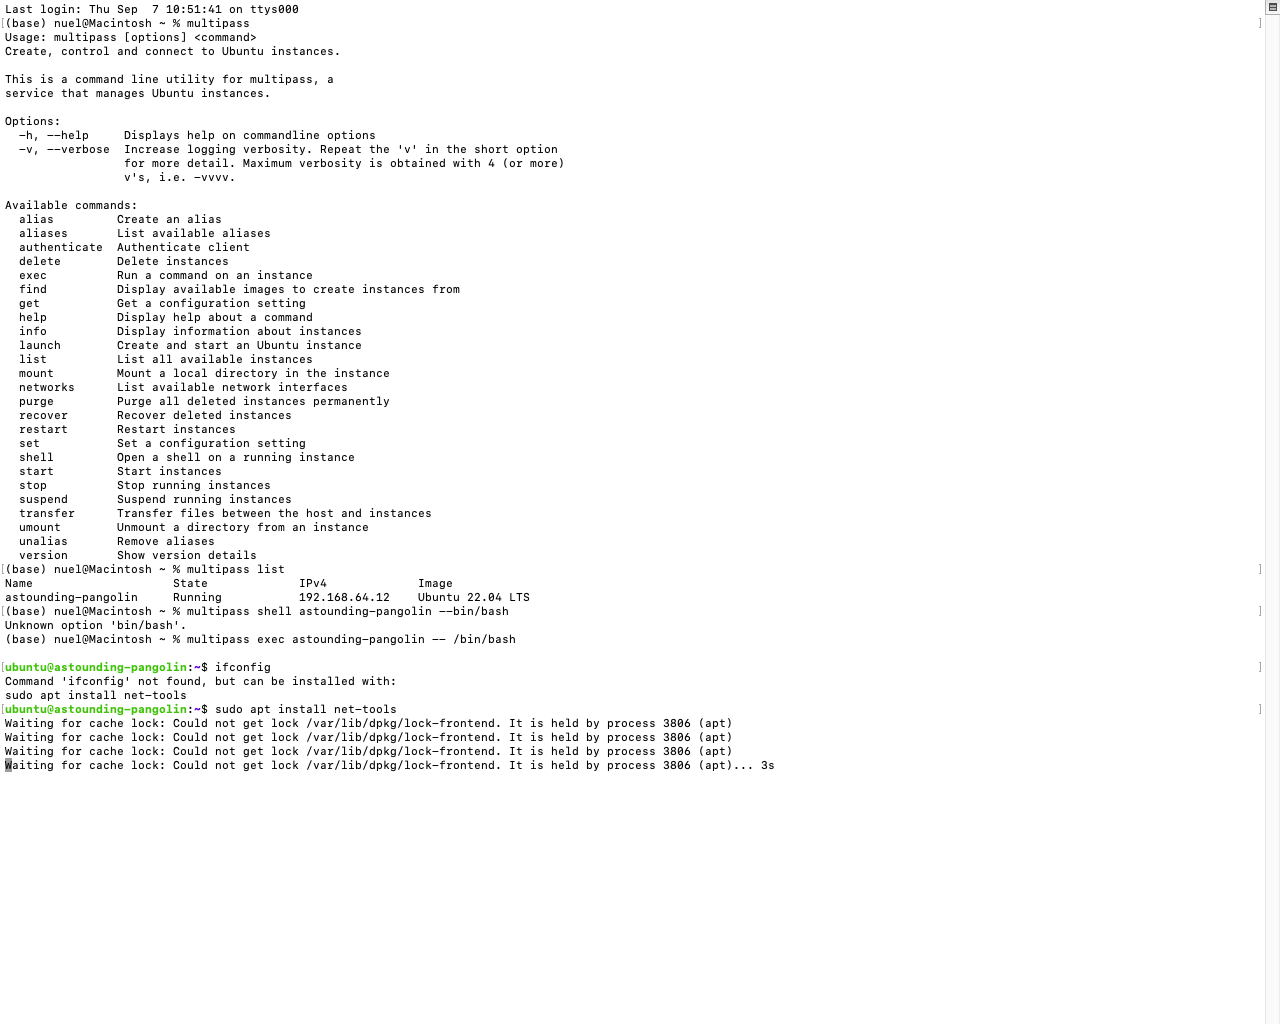 Last login: Thu Sep  7 10:51:41 on ttys000
[(base) nuel@Macintosh ~ % multipass ]
Usage: multipass [options] <command>
Create, control and connect to Ubuntu instances.

This is a command line utility for multipass, a
service that manages Ubuntu instances.

Options:
  -h, --help     Displays help on commandline options
  -v, --verbose  Increase logging verbosity. Repeat the 'v' in the short option
                 for more detail. Maximum verbosity is obtained with 4 (or more)
                 v's, i.e. -vvvv.

Available commands:
  alias         Create an alias
  aliases       List available aliases
  authenticate  Authenticate client
  delete        Delete instances
  exec          Run a command on an instance
  find          Display available images to create instances from
  get           Get a configuration setting
  help          Display help about a command
  info          Display information about instances
  launch        Create and start an Ubuntu instance
  list          List all available instances
  mount         Mount a local directory in the instance
  networks      List available network interfaces
  purge         Purge all deleted instances permanently
  recover       Recover deleted instances
  restart       Restart instances
  set           Set a configuration setting
  shell         Open a shell on a running instance
  start         Start instances
  stop          Stop running instances
  suspend       Suspend running instances
  transfer      Transfer files between the host and instances
  umount        Unmount a directory from an instance
  unalias       Remove aliases
  version       Show version details
[(base) nuel@Macintosh ~ % multipass list ]
Name                    State             IPv4             Image
astounding-pangolin     Running           192.168.64.12    Ubuntu 22.04 LTS
[(base) nuel@Macintosh ~ % multipass shell astounding-pangolin --bin/bash ]
Unknown option 'bin/bash'.
(base) nuel@Macintosh ~ % multipass exec astounding-pangolin -- /bin/bash

[ubuntu@astounding-pangolin:~$ ifconfig ]
Command 'ifconfig' not found, but can be installed with:
sudo apt install net-tools
[ubuntu@astounding-pangolin:~$ sudo apt install net-tools ]
Waiting for cache lock: Could not get lock /var/lib/dpkg/lock-frontend. It is held by process 3806 (apt)
Waiting for cache lock: Could not get lock /var/lib/dpkg/lock-frontend. It is held by process 3806 (apt)
Waiting for cache lock: Could not get lock /var/lib/dpkg/lock-frontend. It is held by process 3806 (apt)
Waiting for cache lock: Could not get lock /var/lib/dpkg/lock-frontend. It is held by process 3806 (apt)... 3s